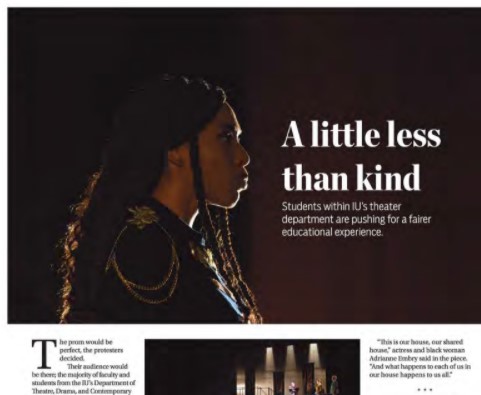 A little less
than kind
Students within IU's theater
department are pushing for a fairer
educational experience.
The prom would be
perfect, the protesters
decided.
Their audience would
be there; the majority of faculty and
students from the IU's Department of
Theatre, Drama, and Contemporary
"This is our house, our shared
house," actress and black woman
Adrianne Embry said in the piece.
"And what happens to each of us in
our house happens to us all."
* * *